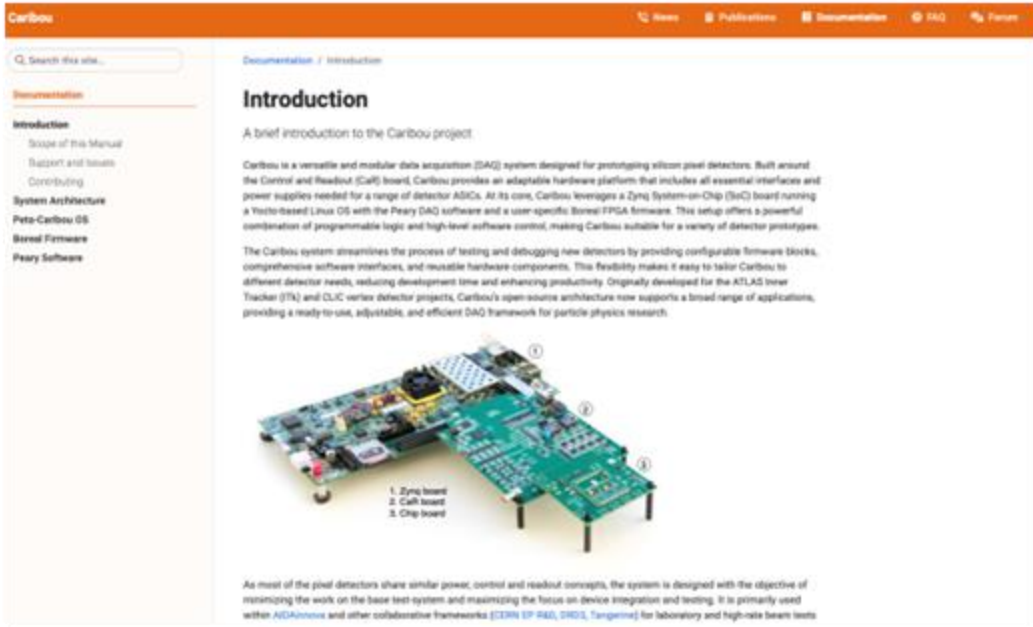 Caribou
News
Publications
Documentation
FAQ
Forum
Search this site...
Documentation / Introduction
Documentation
Introduction
Scope of this Manual
Support and Issues
Contributing
System Architecture
Peta-Caribou OS
Boreal Firmware
Peary Software
Introduction
A brief introduction to the Caribou project
Caribou is a versatile and modular data acquisition (DAQ) system designed for prototyping silicon pixel detectors. Built around
the Control and Readout (CaR) board, Caribou provides an adaptable hardware platform that includes all essential interfaces and
power supplies needed for a range of detector ASICs. At its core, Caribou leverages a Zynq System-on-Chip (SoC) board running
a Yocto-based Linux OS with the Peary DAQ software and a user-specific Boreal FPGA firmware. This setup offers a powerful
combination of programmable logic and high-level software control, making Caribou suitable for a variety of detector prototypes.
The Caribou system streamlines the process of testing and debugging new detectors by providing configurable firmware blocks,
comprehensive software interfaces, and reusable hardware components. This flexibility makes it easy to tailor Caribou to
different detector needs, reducing development time and enhancing productivity. Originally developed for the ATLAS Inner
Tracker (ITk) and CLIC vertex detector projects, Caribou's open-source architecture now supports a broad range of applications,
providing a ready-to-use, adjustable, and efficient DAQ framework for particle physics research.
1
2
3
1. Zynq board
2. CaR board
3. Chip board
As most of the pixel detectors share similar power, control and readout concepts, the system is designed with the objective of
minimizing the work on the base test-system and maximizing the focus on device integration and testing. It is primarily used
within AIDAinnova and other collaborative frameworks (CERN EP R&D, DRD3, Tangerine) for laboratory and high-rate beam tests